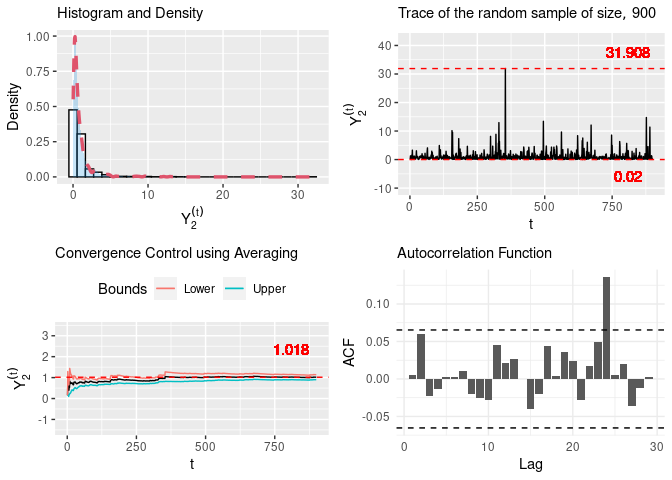 Histogram and Density
1.00
0.75
0.50
0.25
0.00
Density
0 10 20 30
Y₂⁽ᵗ⁾
Trace of the random sample of size, 900
40
30
20
10
0
-10
Y₂⁽ᵗ⁾
31.908
0.02
0 250 500 750
t
Convergence Control using Averaging
Bounds Lower Upper
3
2
1
0
-1
Y₂⁽ᵗ⁾
1.018
0 250 500 750
t
Autocorrelation Function
0.10
0.05
0.00
-0.05
ACF
0 10 20 30
Lag